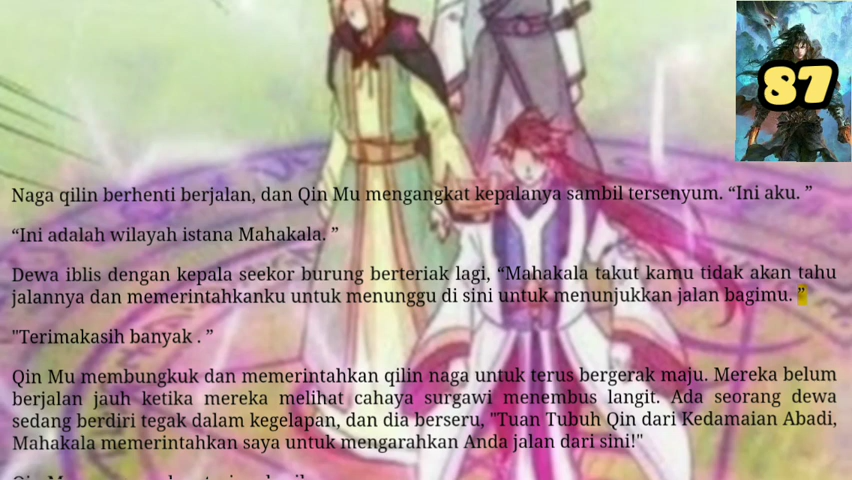 87
Naga qilin berhenti berjalan, dan Qin Mu mengangkat kepalanya sambil tersenyum. “Ini aku. ”
“Ini adalah wilayah istana Mahakala. ”
Dewa iblis dengan kepala seekor burung berteriak lagi, “Mahakala takut kamu tidak akan tahu
jalannya dan memerintahkanku untuk menunggu di sini untuk menunjukkan jalan bagimu. ”
"Terimakasih banyak . ”
Qin Mu membungkuk dan memerintahkan qilin naga untuk terus bergerak maju. Mereka belum
berjalan jauh ketika mereka melihat cahaya surgawi menembus langit. Ada seorang dewa
sedang berdiri tegak dalam kegelapan, dan dia berseru, "Tuan Tubuh Qin dari Kedamaian Abadi,
Mahakala memerintahkan saya untuk mengarahkan Anda jalan dari sini!"